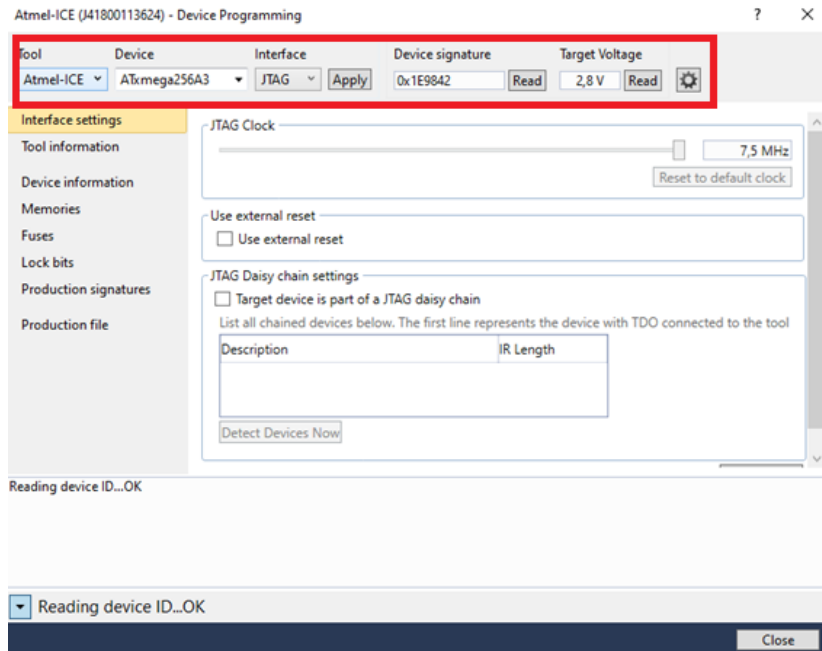 Atmel-ICE (J41800113624) - Device Programming ? ×
Tool Device Interface Device signature Target Voltage
Atmel-ICE ATxmega256A3 JTAG Apply 0x1E9842 Read 2,8 V Read
Interface settings
Tool information
Device information
Memories
Fuses
Lock bits
Production signatures
Production file
JTAG Clock
7,5 MHz
Reset to default clock
Use external reset
Use external reset
JTAG Daisy chain settings
Target device is part of a JTAG daisy chain
List all chained devices below. The first line represents the device with TDO connected to the tool
Description IR Length
Detect Devices Now
Reading device ID...OK
Reading device ID...OK
Close